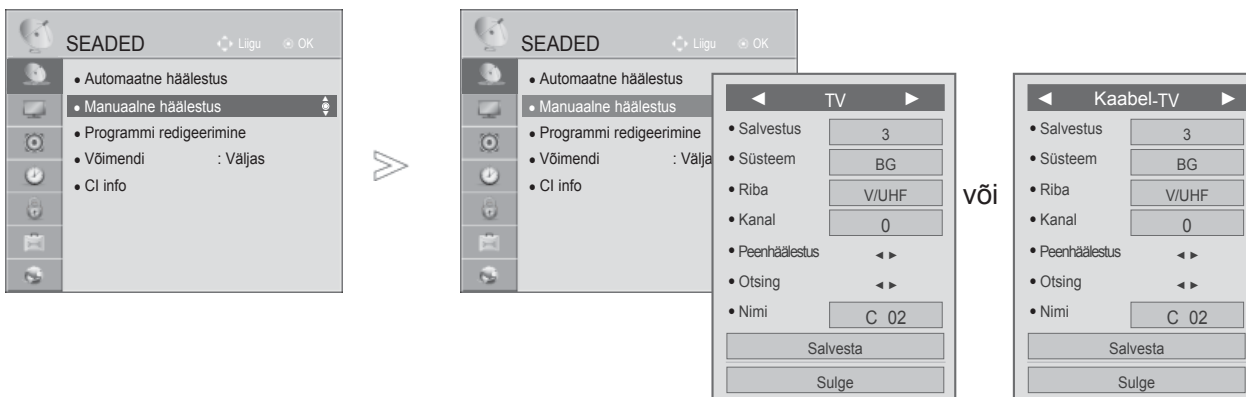 SEADED Liigu OK
• Automaatne häälestus
• Manuaalne häälestus
• Programmi redigeerimine
• Võimendi : Väljas
• CI info
SEADED Liigu OK
• Automaatne häälestus
• Manuaalne häälestus
• Programmi redigeerimine
• Võimendi : Välja
• CI info
◄ TV ►
• Salvestus 3
• Süsteem BG
• Riba V/UHF
• Kanal 0
• Peenhäälestus ◄ ►
• Otsing ◄ ►
• Nimi C 02
Salvesta
Sulge
või
◄ Kaabel-TV ►
• Salvestus 3
• Süsteem BG
• Riba V/UHF
• Kanal 0
• Peenhäälestus ◄ ►
• Otsing ◄ ►
• Nimi C 02
Salvesta
Sulge